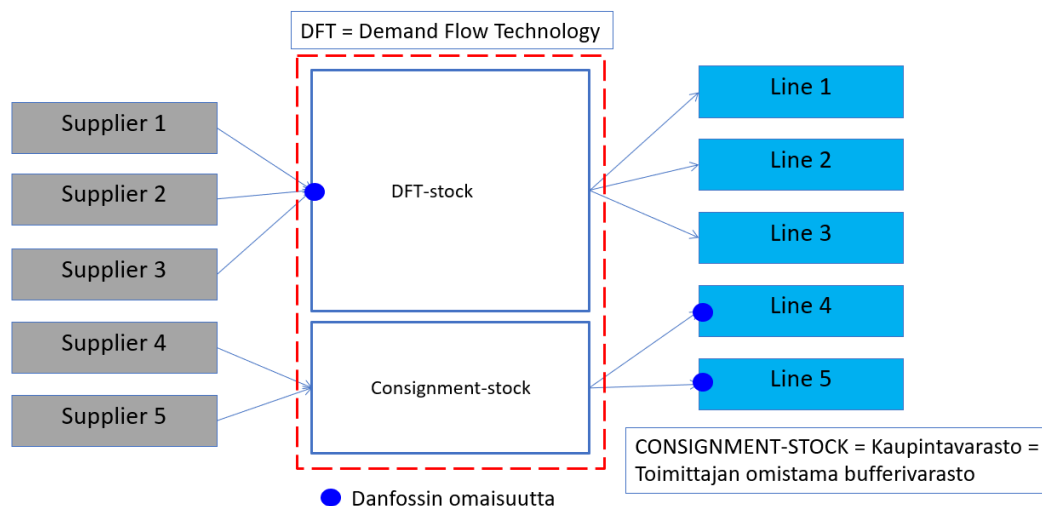 DFT = Demand Flow Technology
Supplier 1
Supplier 2
Supplier 3
Supplier 4
Supplier 5
DFT-stock
Consignment-stock
Line 1
Line 2
Line 3
Line 4
Line 5
CONSIGNMENT-STOCK = Kaupintavarasto =
Toimittajan omistama bufferivarasto
Danfossin omaisuutta